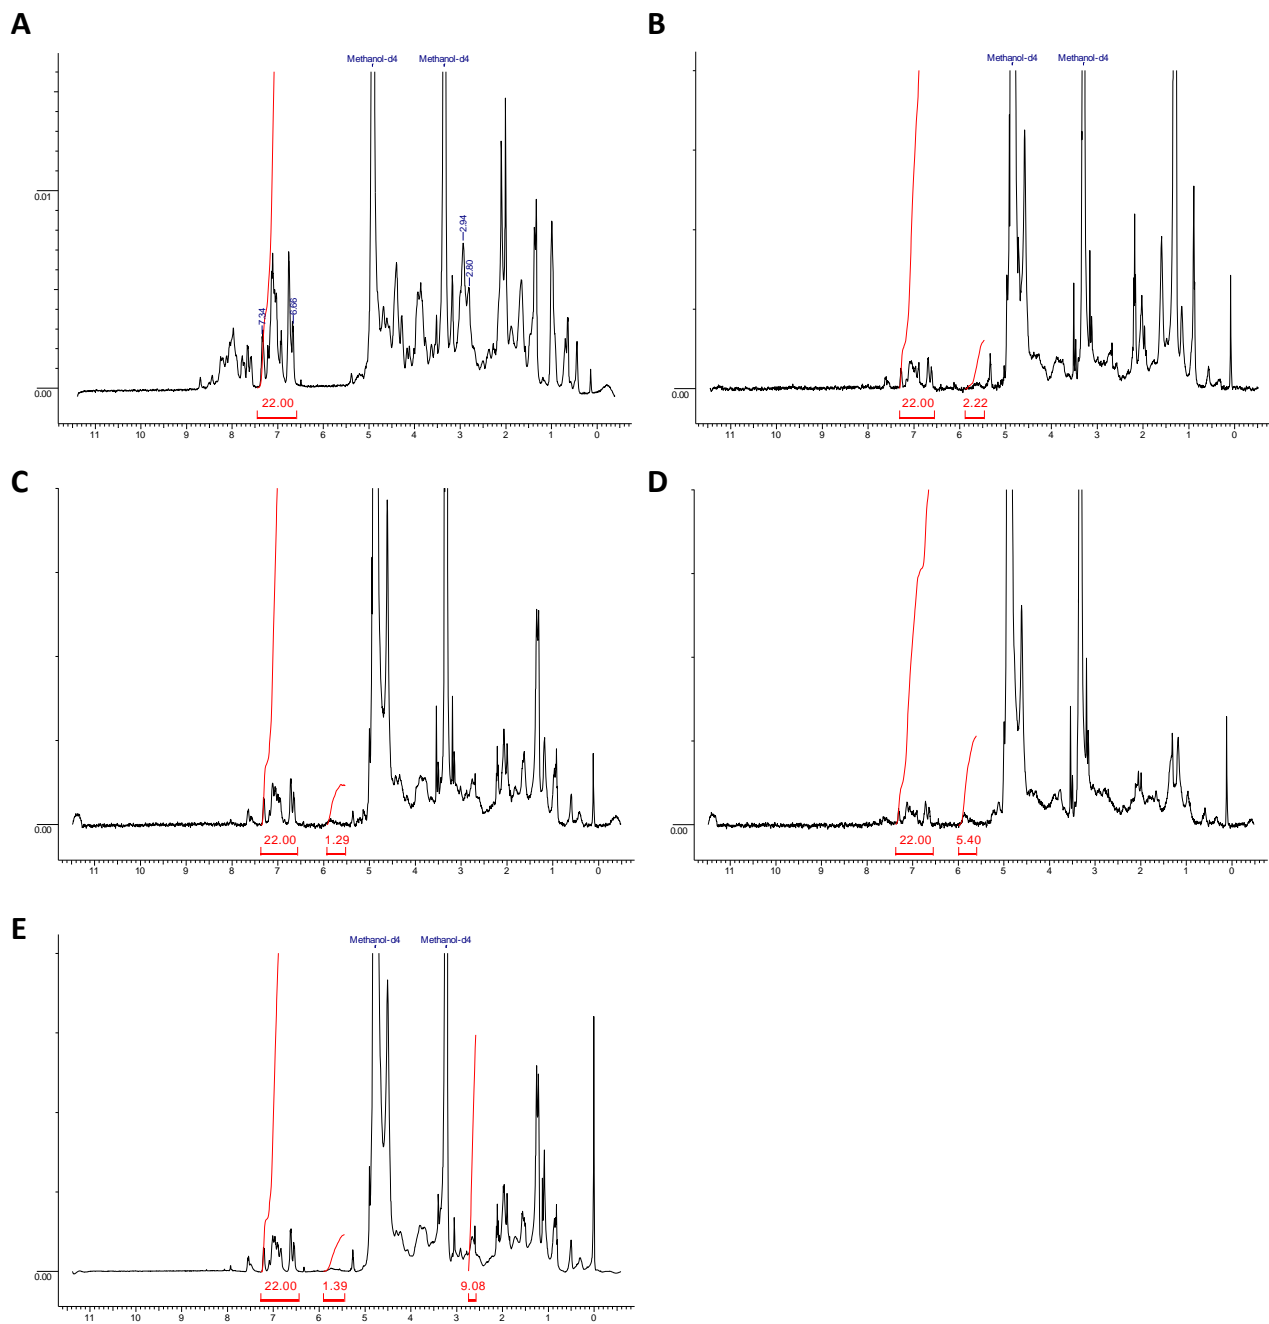 A
Methanol-d4 Methanol-d4
0.01
0.00
7.34 6.66 2.94 2.80
22.00
11 10 9 8 7 6 5 4 3 2 1 0
B
Methanol-d4 Methanol-d4
0.00
22.00 2.22
11 10 9 8 7 6 5 4 3 2 1 0
C
0.00
22.00 1.29
11 10 9 8 7 6 5 4 3 2 1 0
D
0.00
22.00 5.40
11 10 9 8 7 6 5 4 3 2 1 0
E
Methanol-d4 Methanol-d4
0.00
22.00 1.39 9.08
11 10 9 8 7 6 5 4 3 2 1 0